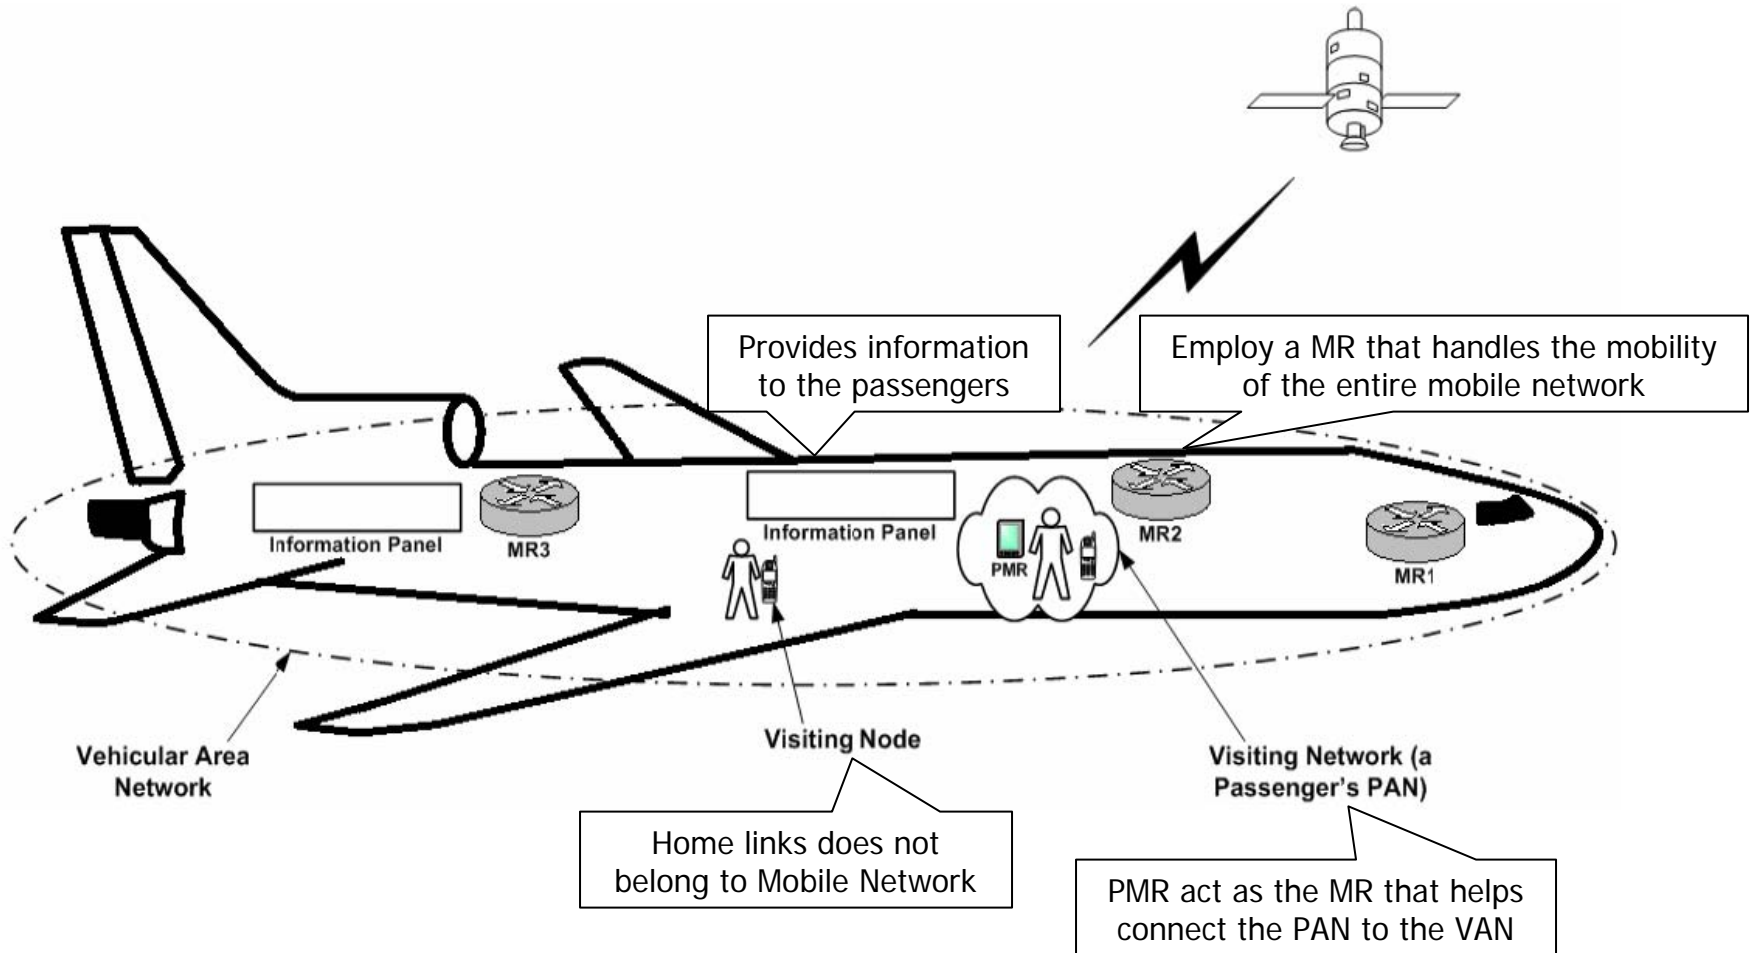 Provides information
to the passengers
Employ a MR that handles the mobility
of the entire mobile network
Information Panel
MR3
Information Panel
PMR
MR2
MR1
Vehicular Area
Network
Visiting Node
Visiting Network (a
Passenger's PAN)
Home links does not
belong to Mobile Network
PMR act as the MR that helps
connect the PAN to the VAN